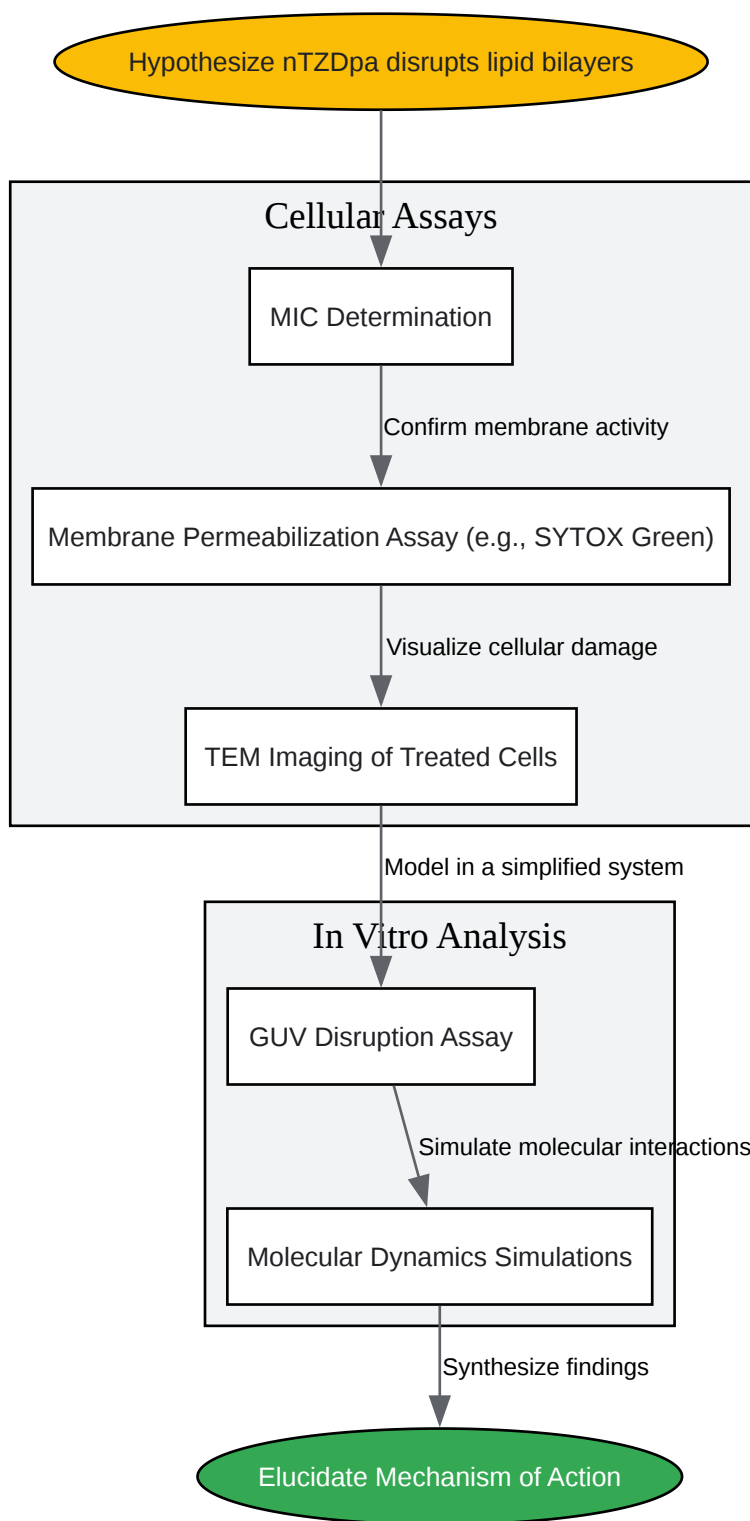 Hypothesize nTZDpa disrupts lipid bilayers
Cellular Assays
MIC Determination
Confirm membrane activity
Membrane Permeabilization Assay (e.g., SYTOX Green)
Visualize cellular damage
TEM Imaging of Treated Cells
Model in a simplified system
In Vitro Analysis
GUV Disruption Assay
Simulate molecular interactions
Molecular Dynamics Simulations
Synthesize findings
Elucidate Mechanism of Action